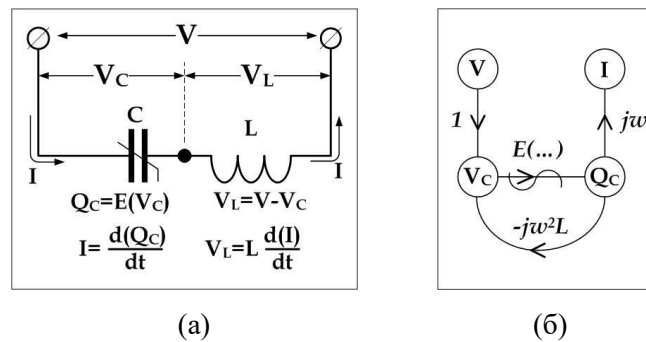 V
V_C V_L
C
L
I I
Q_C=E(V_C) V_L=V-V_C
I= d(Q_C)/dt V_L=L d(I)/dt
V I
1 jw
E(...)
V_C Q_C
-jw²L
(а) (б)